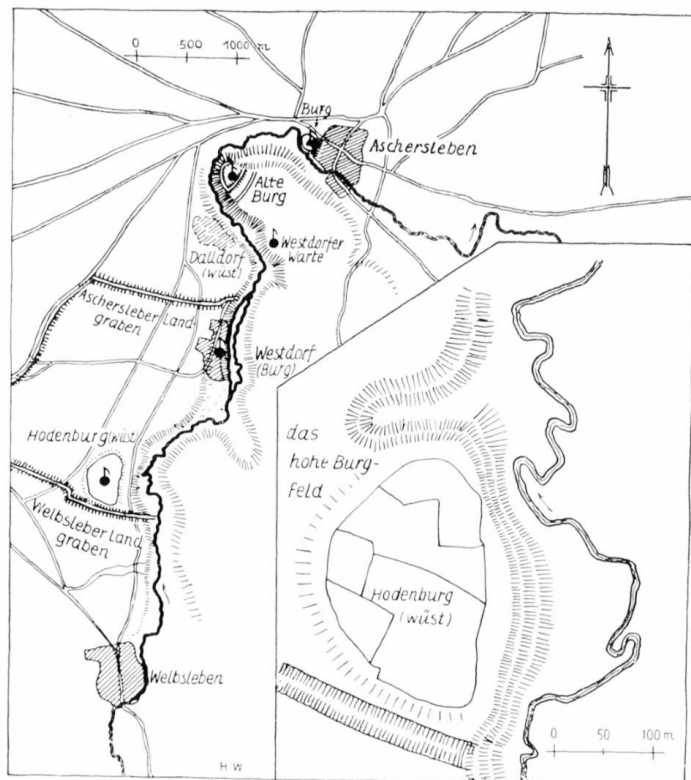 0 500 1000 m.
Burg
Aschersleben
Alte
Burg
Westdorfer
Warte
Dalldorf
(wüst)
Aschersleber Land
graben
Westdorf
(Burg)
Hodenburg (wüst
Welbsleber Land
graben
Welbsleben
das
hohe Burg-
feld
Hodenburg
(wüst)
0 50 100 m.
H W